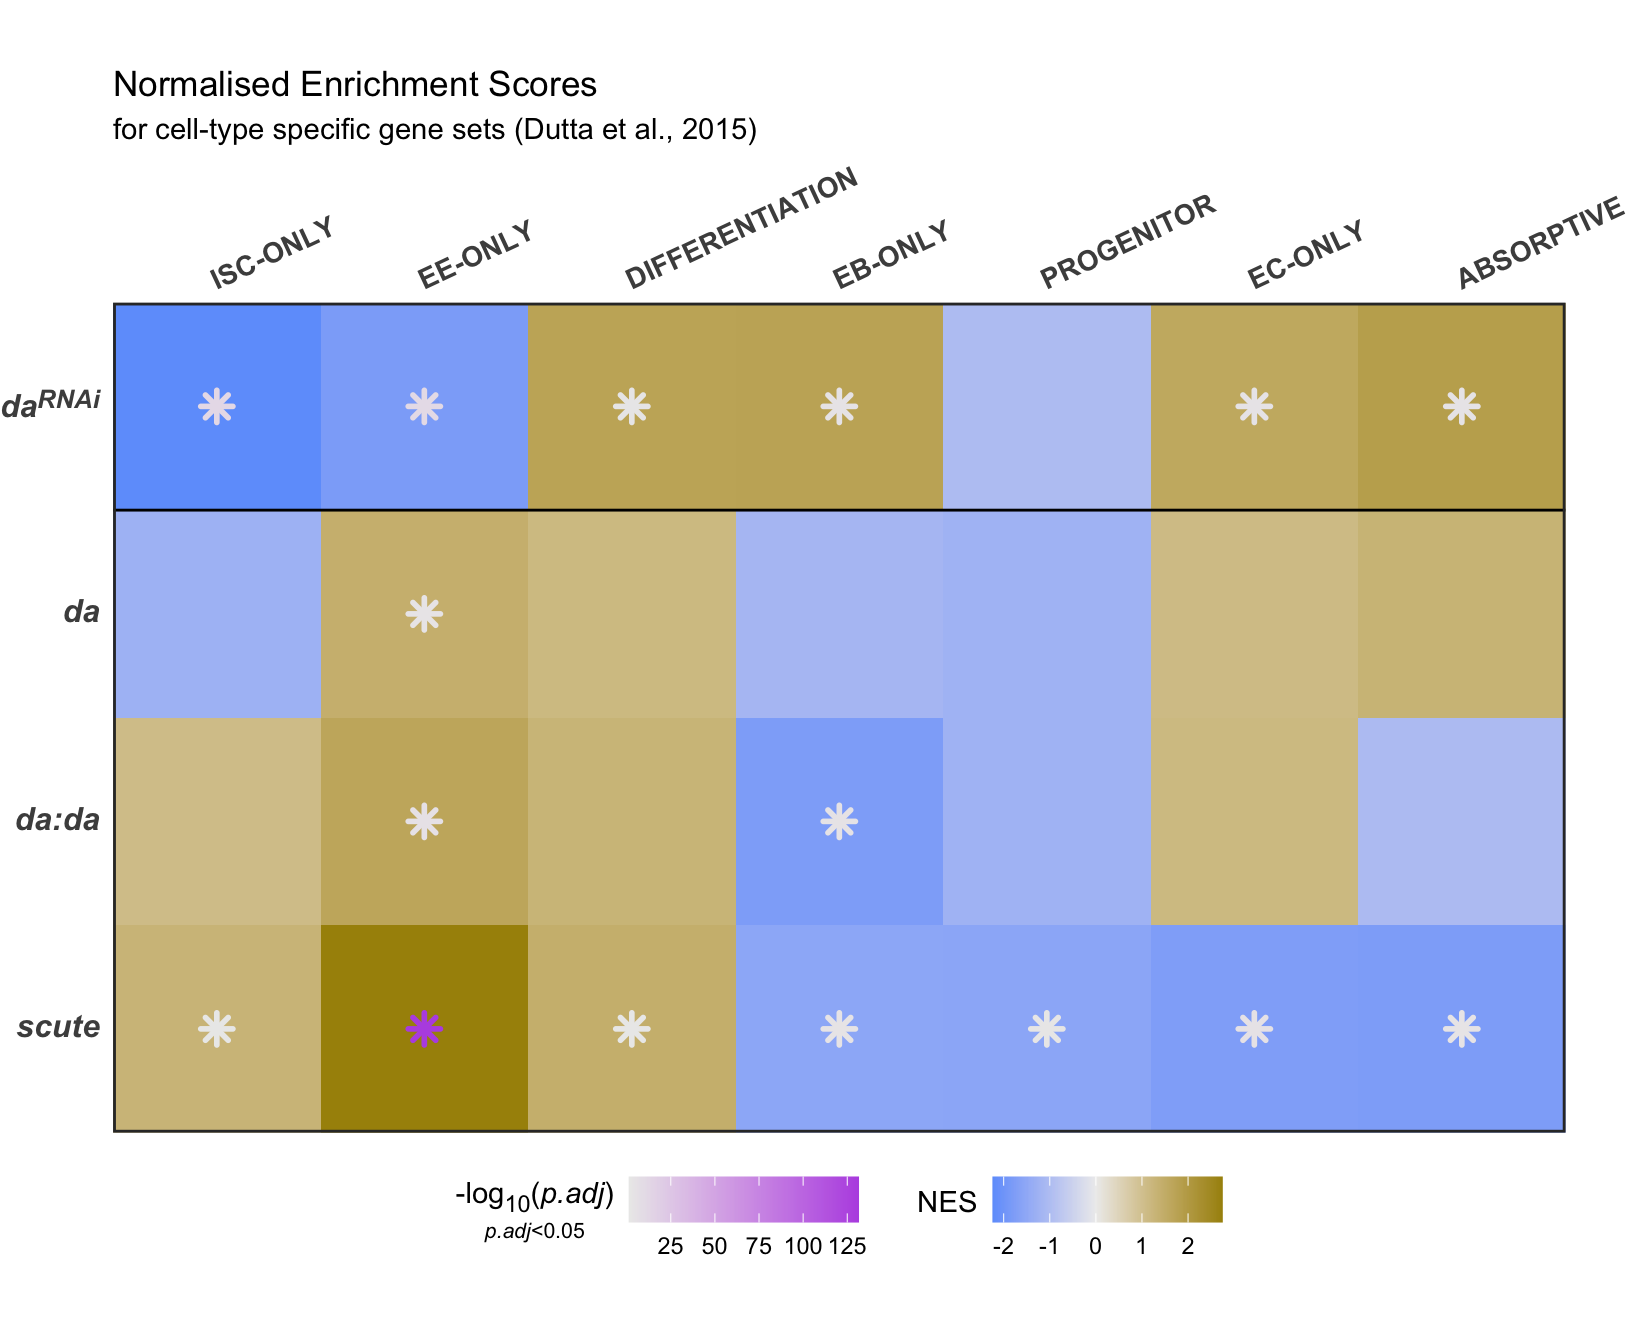 Normalised Enrichment Scores
for cell-type specific gene sets (Dutta et al., 2015)
ISC-ONLY EE-ONLY DIFFERENTIATION EB-ONLY PROGENITOR EC-ONLY ABSORPTIVE
daRNAi
da
da:da
scute
-log10(p.adj)
p.adj<0.05
25 50 75 100 125
NES
-2 -1 0 1 2